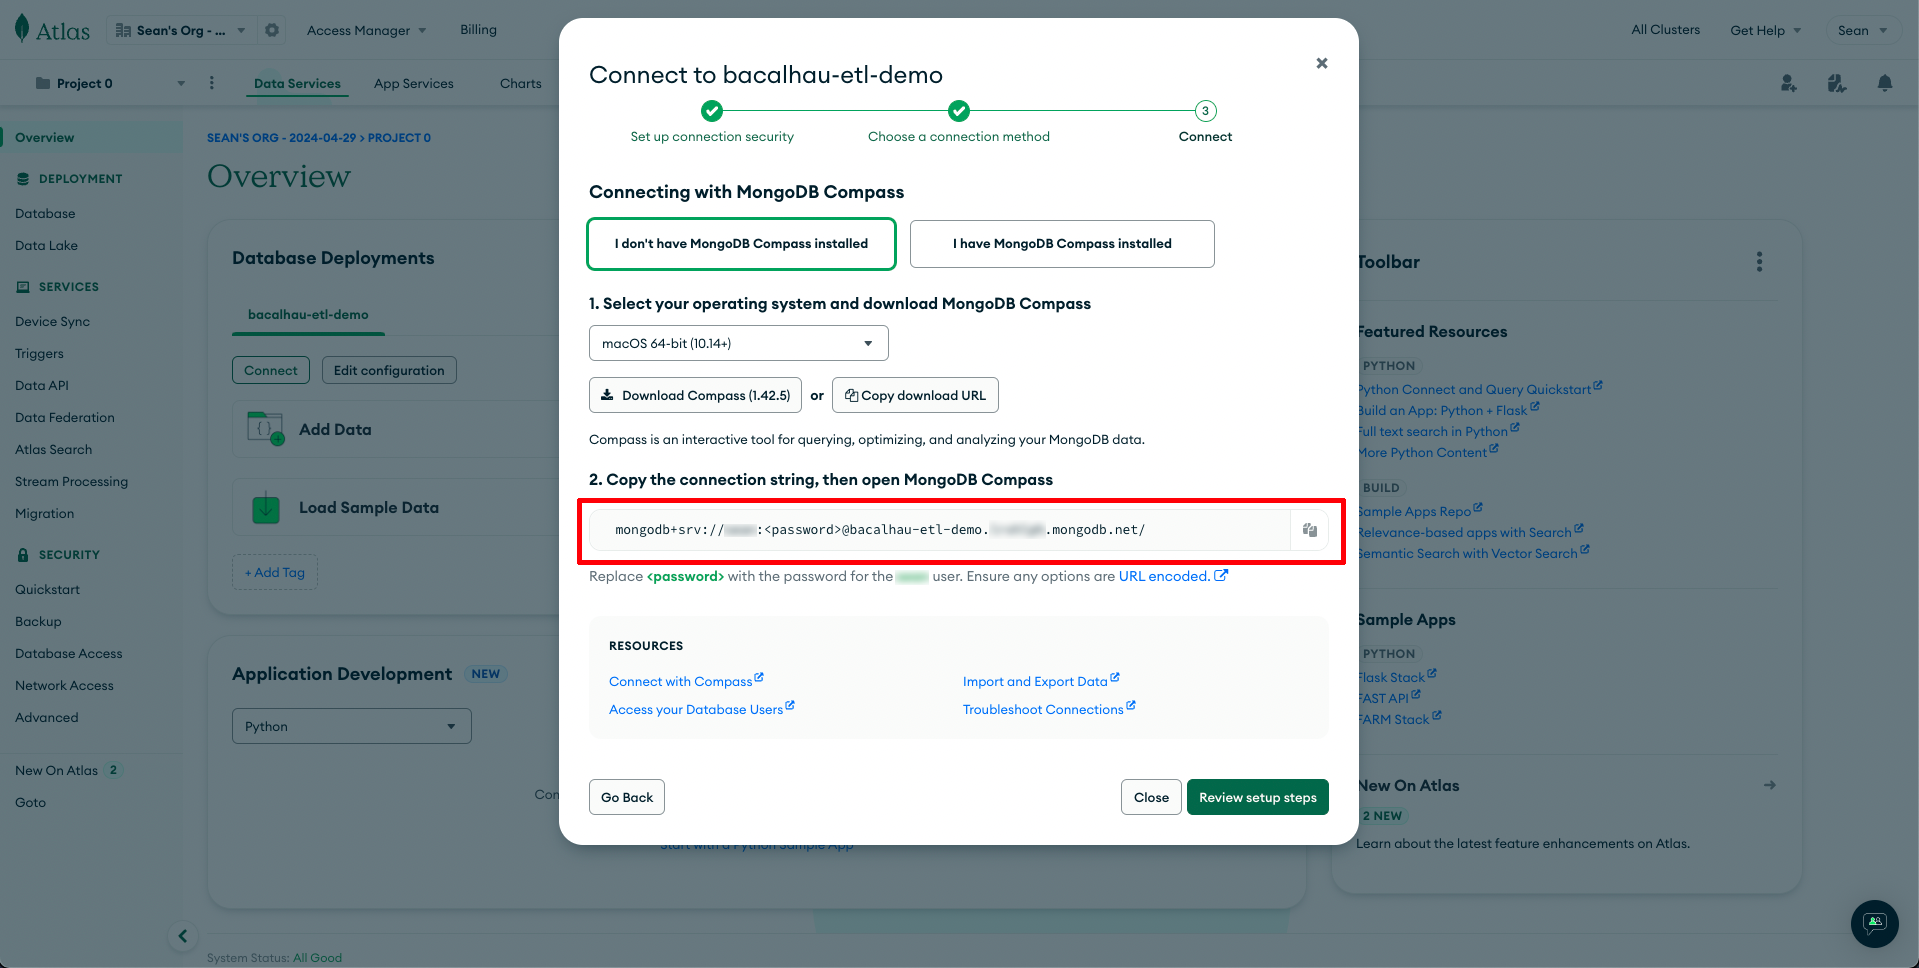 Atlas
Sean's Org - ...
Access Manager
Billing
All Clusters
Get Help
Sean
Project 0
Data Services
App Services
Charts
Overview
DEPLOYMENT
Database
Data Lake
SERVICES
Device Sync
Triggers
Data API
Data Federation
Atlas Search
Stream Processing
Migration
SECURITY
Quickstart
Backup
Database Access
Network Access
Advanced
New On Atlas 2
Goto
SEAN'S ORG - 2024-04-29 > PROJECT 0
Overview
Database Deployments
bacalhau-etl-demo
Connect
Edit configuration
Add Data
Load Sample Data
+ Add Tag
Application Development NEW
Python
Con
Start with a Python Sample App
System Status: All Good
Connect to bacalhau-etl-demo
Set up connection security
Choose a connection method
3
Connect
Connecting with MongoDB Compass
I don't have MongoDB Compass installed
I have MongoDB Compass installed
1. Select your operating system and download MongoDB Compass
macOS 64-bit (10.14+)
Download Compass (1.42.5) or Copy download URL
Compass is an interactive tool for querying, optimizing, and analyzing your MongoDB data.
2. Copy the connection string, then open MongoDB Compass
mongodb+srv:// :<password>@bacalhau-etl-demo. .mongodb.net/
Replace <password> with the password for the user. Ensure any options are URL encoded.
RESOURCES
Connect with Compass
Import and Export Data
Access your Database Users
Troubleshoot Connections
Go Back
Close
Review setup steps
Toolbar
Featured Resources
PYTHON
Python Connect and Query Quickstart
Build an App: Python + Flask
Full text search in Python
More Python Content
BUILD
Sample Apps Repo
Relevance-based apps with Search
Semantic Search with Vector Search
Sample Apps
PYTHON
Flask Stack
FAST API
FARM Stack
New On Atlas
2 NEW
Learn about the latest feature enhancements on Atlas.